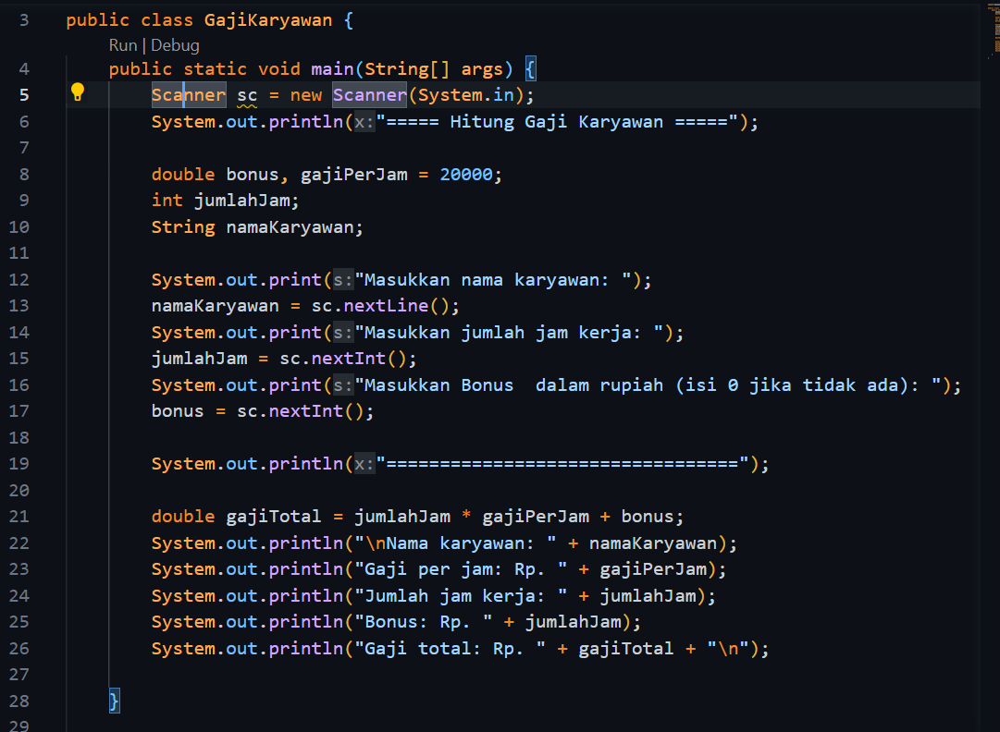 3 public class GajiKaryawan {
Run | Debug
4 public static void main(String[] args) {
5 Scanner sc = new Scanner(System.in);
6 System.out.println(x:"===== Hitung Gaji Karyawan =====");
7
8 double bonus, gajiPerJam = 20000;
9 int jumlahJam;
10 String namaKaryawan;
11
12 System.out.print(s:"Masukkan nama karyawan: ");
13 namaKaryawan = sc.nextLine();
14 System.out.print(s:"Masukkan jumlah jam kerja: ");
15 jumlahJam = sc.nextInt();
16 System.out.print(s:"Masukkan Bonus  dalam rupiah (isi 0 jika tidak ada): ");
17 bonus = sc.nextInt();
18
19 System.out.println(x:"=================================");
20
21 double gajiTotal = jumlahJam * gajiPerJam + bonus;
22 System.out.println("\nNama karyawan: " + namaKaryawan);
23 System.out.println("Gaji per jam: Rp. " + gajiPerJam);
24 System.out.println("Jumlah jam kerja: " + jumlahJam);
25 System.out.println("Bonus: Rp. " + jumlahJam);
26 System.out.println("Gaji total: Rp. " + gajiTotal + "\n");
27
28 }
29